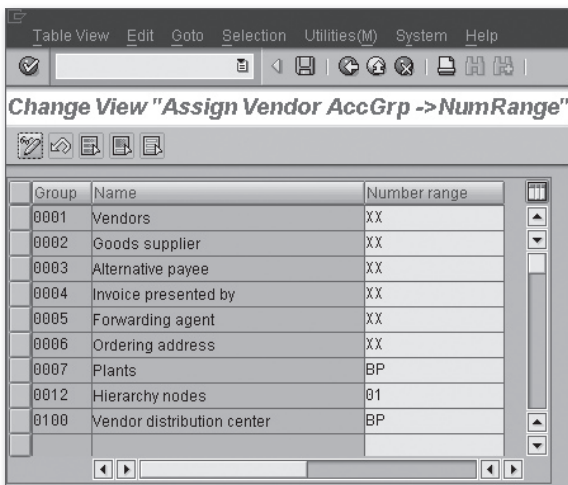 Table View Edit Goto Selection Utilities(M) System Help
Change View "Assign Vendor AccGrp ->NumRange"
Group Name Number range
0001 Vendors XX
0002 Goods supplier XX
0003 Alternative payee XX
0004 Invoice presented by XX
0005 Forwarding agent XX
0006 Ordering address XX
0007 Plants BP
0012 Hierarchy nodes 01
0100 Vendor distribution center BP